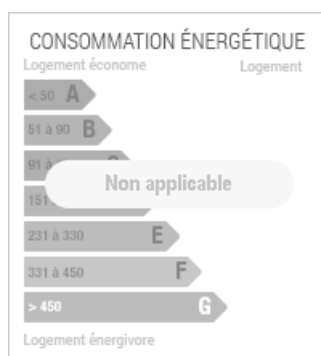 CONSOMMATION ÉNERGÉTIQUE
Logement économe Logement
< 50 A
51 à 90 B
91 à
Non applicable
151
231 à 330 E
331 à 450 F
> 450 G
Logement énergivore